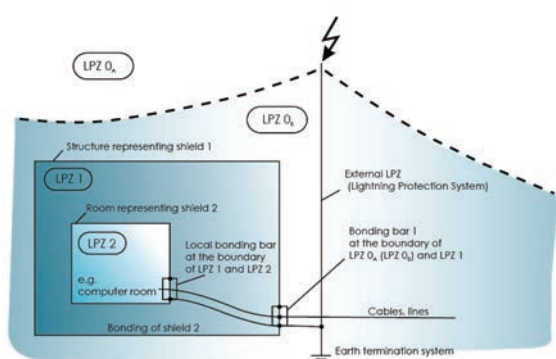 LPZ 0A
LPZ 0B
Structure representing shield 1
LPZ 1
External LPZ
(Lightning Protection System)
Room representing shield 2
LPZ 2
Local bonding bar
at the boundary
of LPZ 1 and LPZ 2
Bonding bar 1
at the boundary of
LPZ 0A (LPZ 0B) and LPZ 1
e.g.
computer room
Cables, lines
Bonding of shield 2
Earth termination system